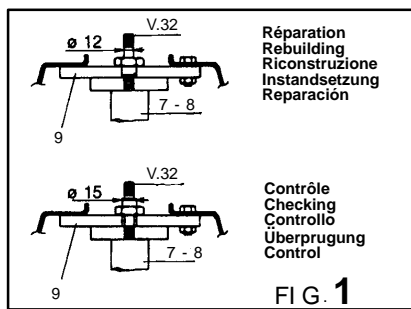 V.32
ø 12
7 - 8
9
Réparation
Rebuilding
Riconstruzione
Instandsetzung
Reparación
V.32
ø 15
7 - 8
9
Contrôle
Checking
Controllo
Überprugung
Control
FIG. 1